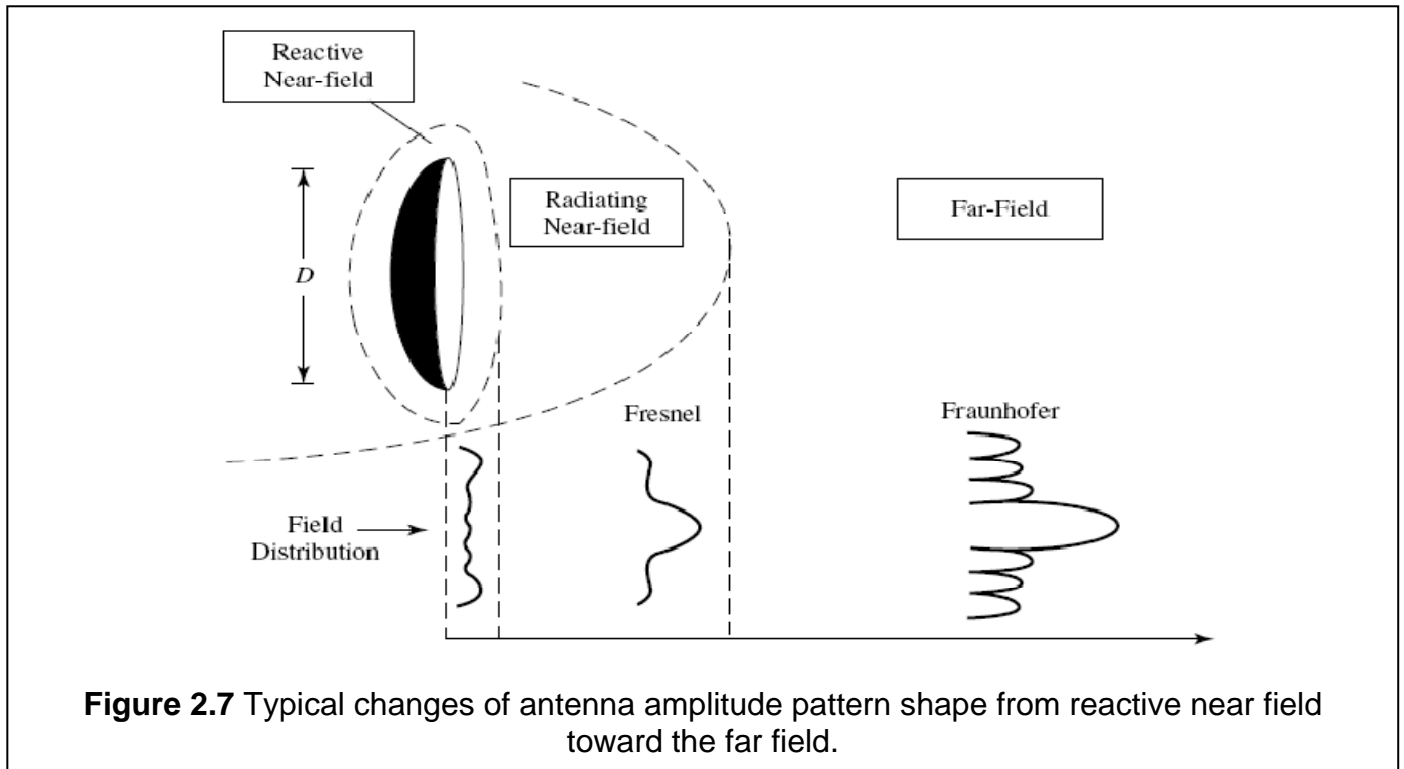 Reactive
Near-field
Radiating
Near-field
Far-Field
D
Fresnel
Fraunhofer
Field
Distribution
Figure 2.7 Typical changes of antenna amplitude pattern shape from reactive near field
toward the far field.